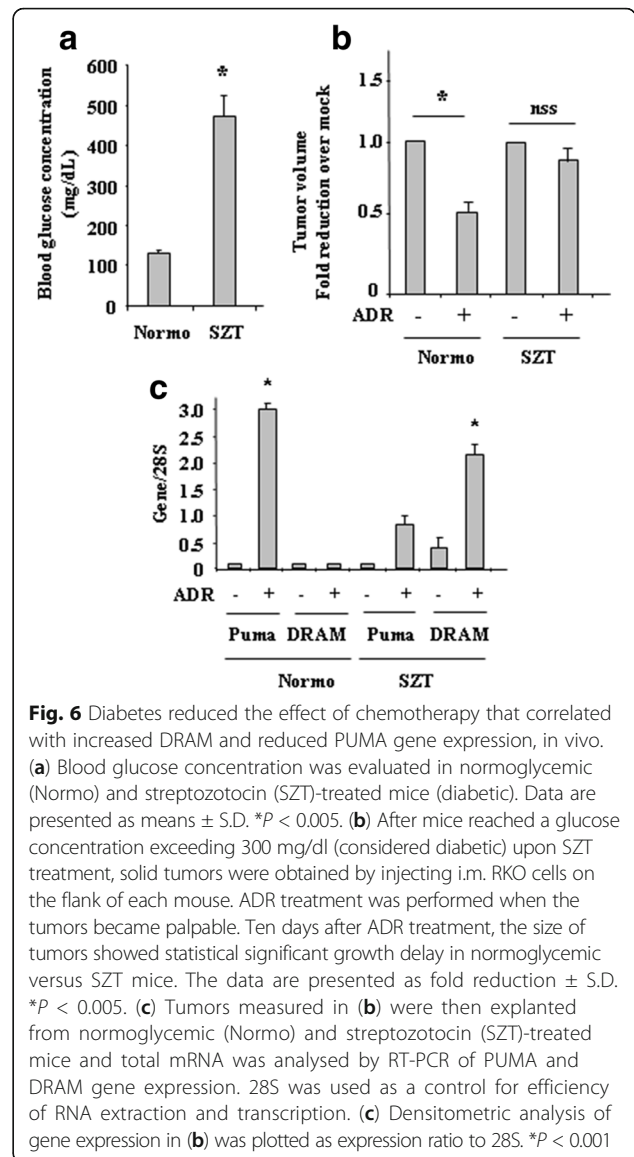 a
Blood glucose concentration
(mg/dL)
600
500
400
300
200
100
0
*
Normo SZT
b
Tumor volume
Fold reduction over mock
1.5
1.0
0.5
0
*
nss
ADR - + - +
Normo SZT
c
Gene/28S
3.0
2.5
2.0
1.5
1.0
0.5
0
*
*
ADR - + - + - + - +
Puma DRAM Puma DRAM
Normo SZT
Fig. 6 Diabetes reduced the effect of chemotherapy that correlated
with increased DRAM and reduced PUMA gene expression, in vivo.
(a) Blood glucose concentration was evaluated in normoglycemic
(Normo) and streptozotocin (SZT)-treated mice (diabetic). Data are
presented as means ± S.D. *P < 0.005. (b) After mice reached a glucose
concentration exceeding 300 mg/dl (considered diabetic) upon SZT
treatment, solid tumors were obtained by injecting i.m. RKO cells on
the flank of each mouse. ADR treatment was performed when the
tumors became palpable. Ten days after ADR treatment, the size of
tumors showed statistical significant growth delay in normoglycemic
versus SZT mice. The data are presented as fold reduction ± S.D.
*P < 0.005. (c) Tumors measured in (b) were then explanted
from normoglycemic (Normo) and streptozotocin (SZT)-treated
mice and total mRNA was analysed by RT-PCR of PUMA and
DRAM gene expression. 28S was used as a control for efficiency
of RNA extraction and transcription. (c) Densitometric analysis of
gene expression in (b) was plotted as expression ratio to 28S. *P < 0.001